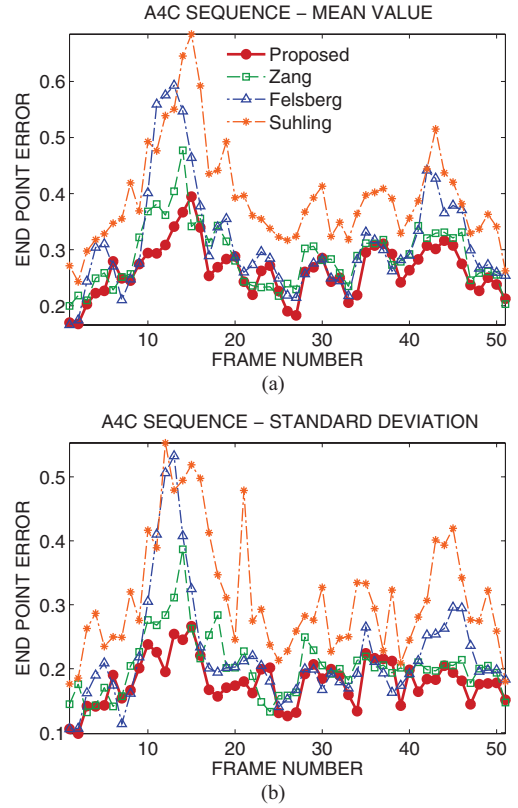 A4C SEQUENCE – MEAN VALUE
Proposed
Zang
Felsberg
Suhling
END POINT ERROR
0.6
0.5
0.4
0.3
0.2
10 20 30 40 50
FRAME NUMBER
(a)
A4C SEQUENCE – STANDARD DEVIATION
END POINT ERROR
0.5
0.4
0.3
0.2
0.1
10 20 30 40 50
FRAME NUMBER
(b)